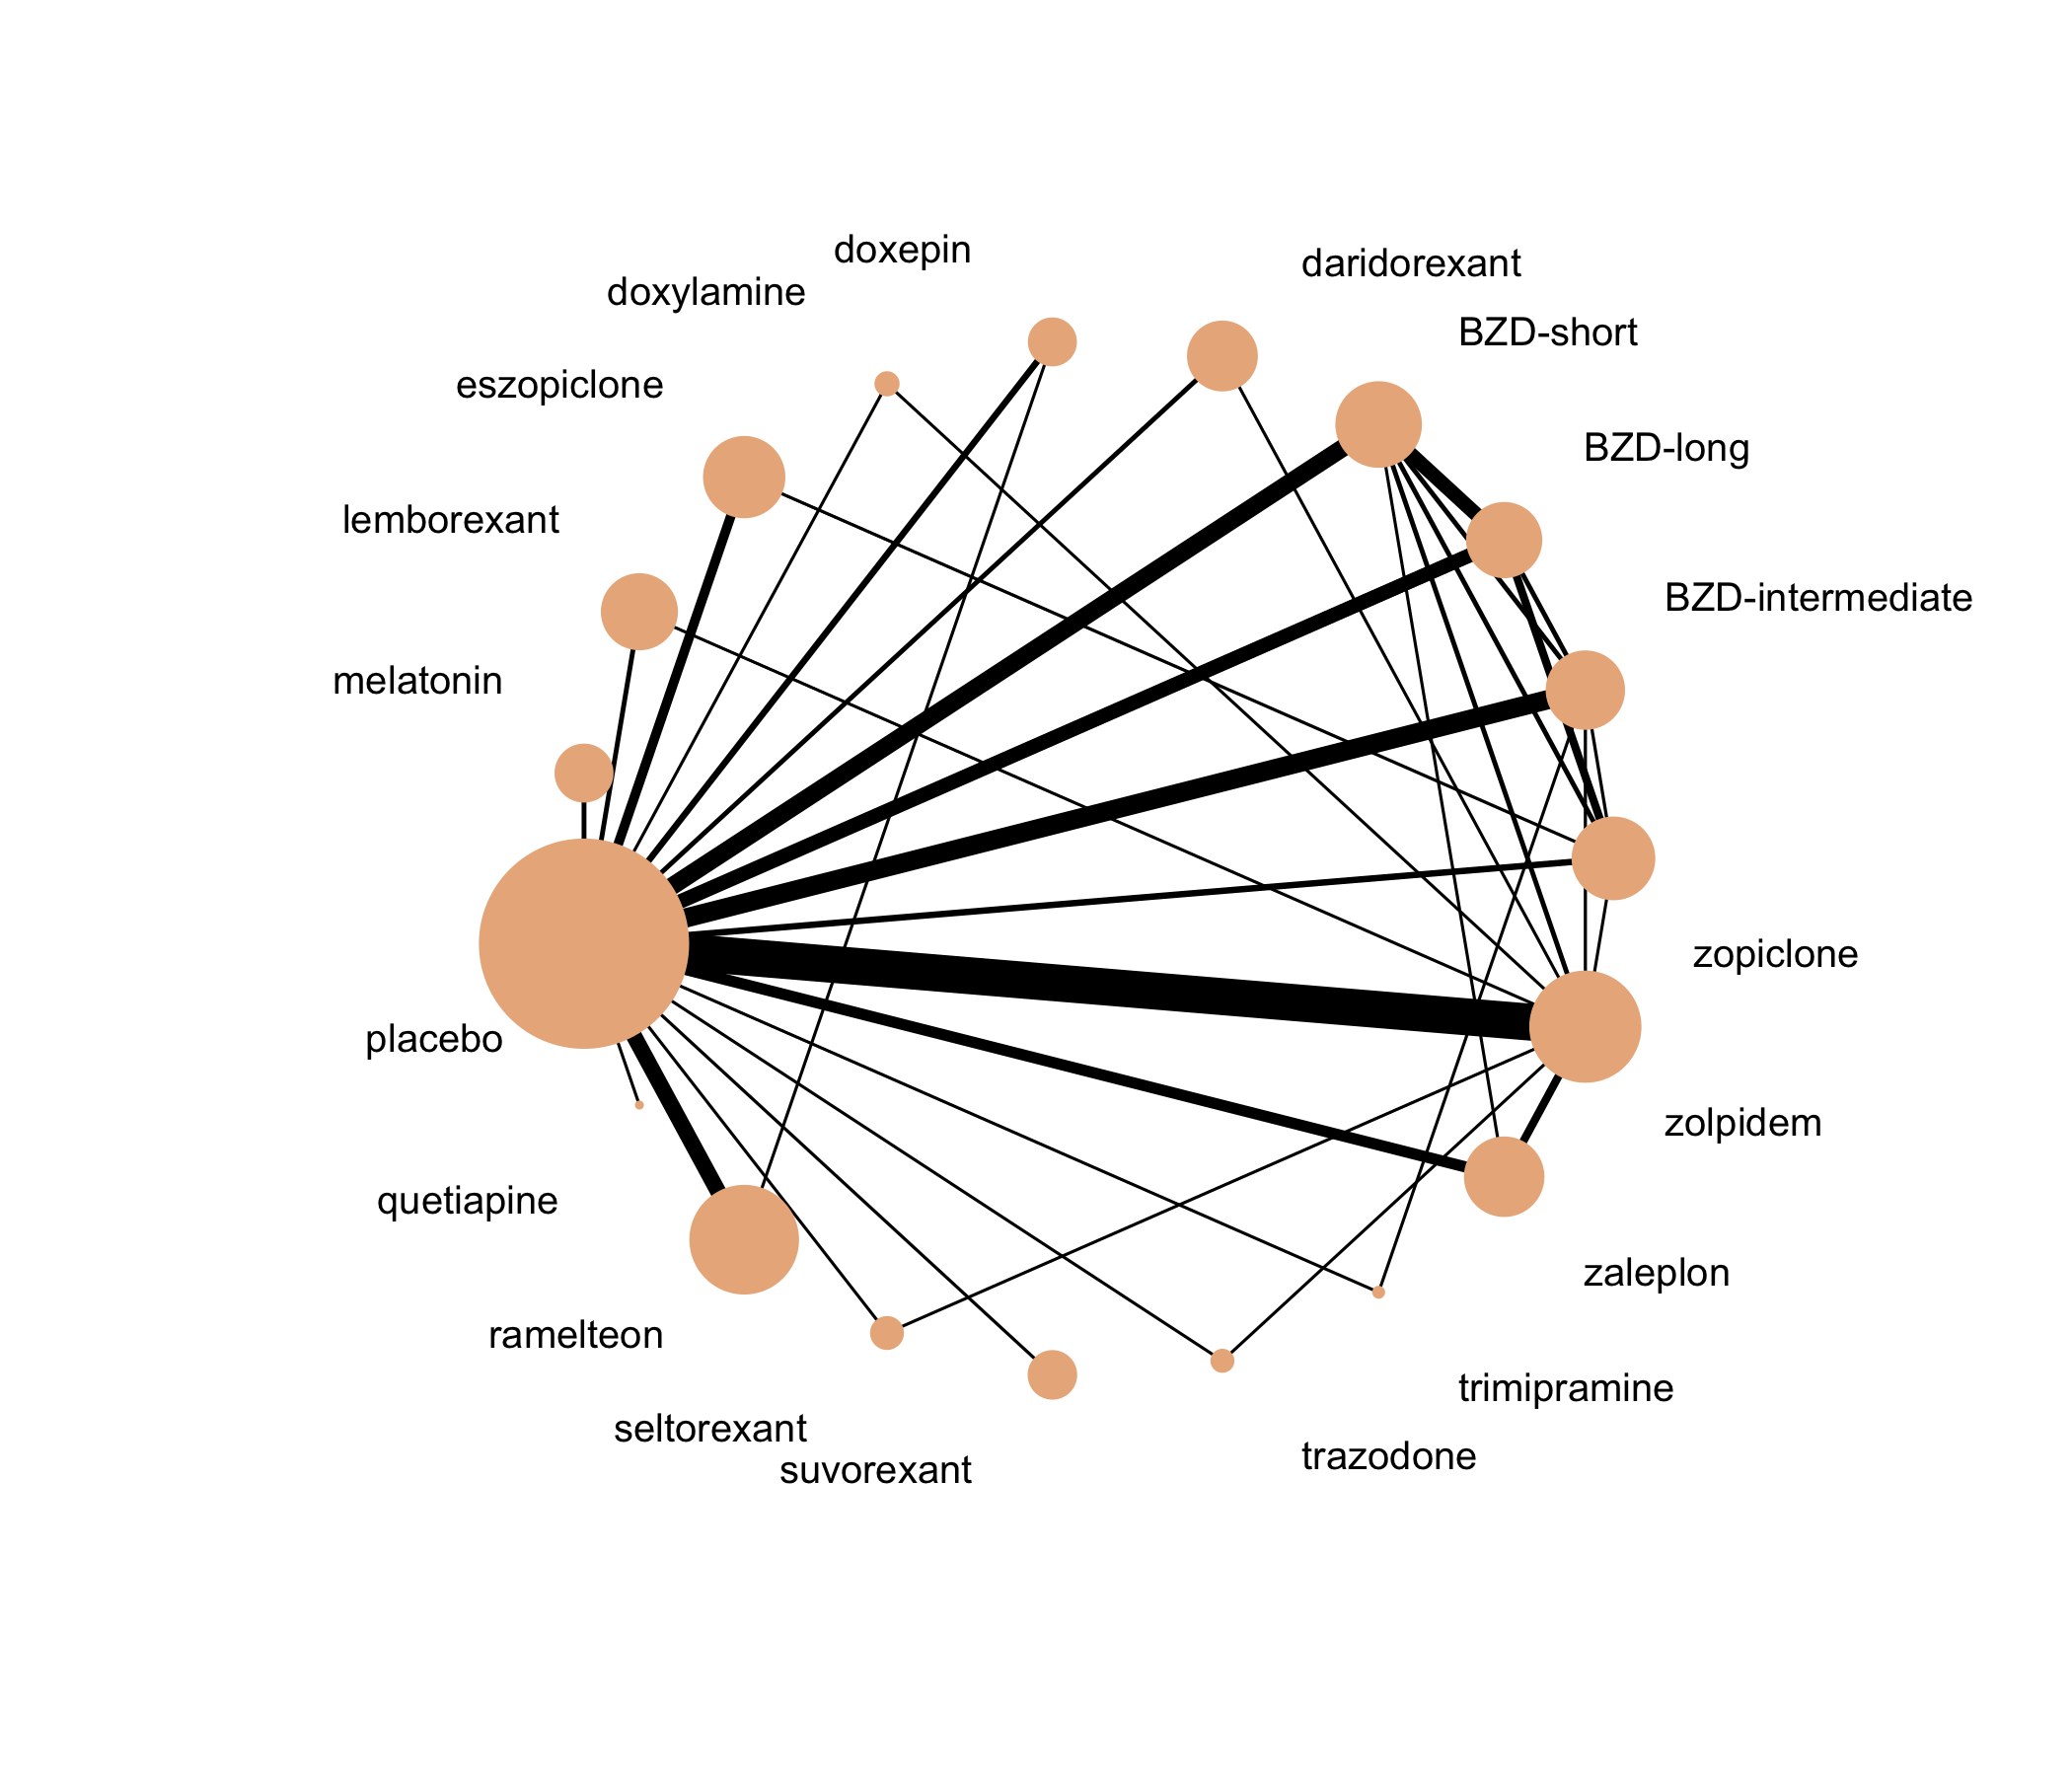 doxepin
daridorexant
doxylamine
BZD-short
eszopiclone
BZD-long
lemborexant
BZD-intermediate
melatonin
zopiclone
placebo
zolpidem
quetiapine
zaleplon
ramelteon
trimipramine
seltorexant
trazodone
suvorexant